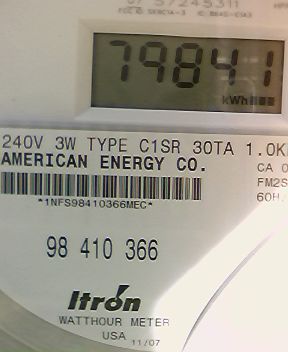 79841
kWh
240V 3W TYPE C1SR 30TA 1.0K
AMERICAN ENERGY CO.
CA 0
FM2S
60H
*1NFS98410366MEC*
98 410 366
Itrón
WATTHOUR METER
USA 11/07